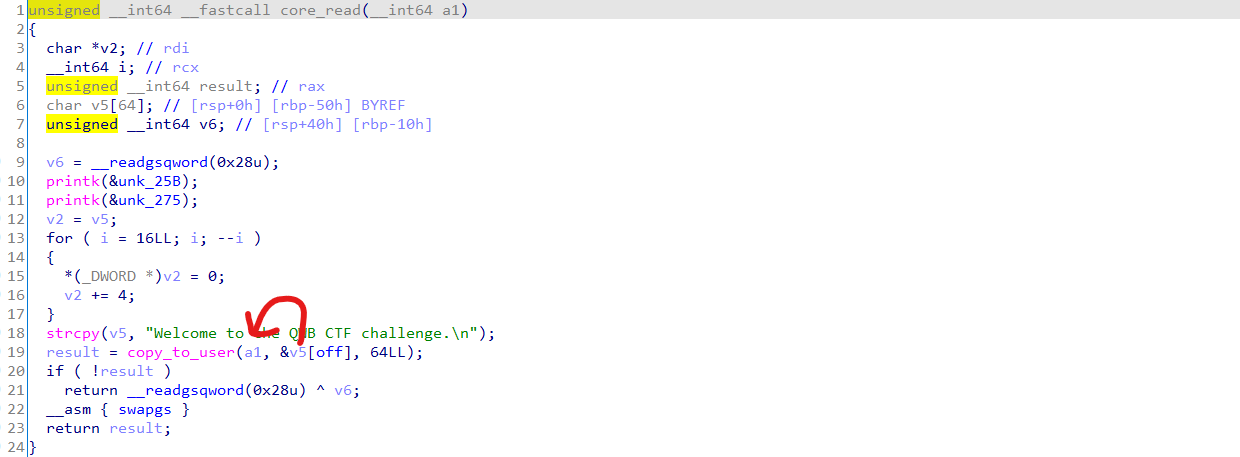 1 unsigned __int64 __fastcall core_read(__int64 a1)
2 {
3 char *v2; // rdi
4 __int64 i; // rcx
5 unsigned __int64 result; // rax
6 char v5[64]; // [rsp+0h] [rbp-50h] BYREF
7 unsigned __int64 v6; // [rsp+40h] [rbp-10h]
8
9 v6 = __readgsqword(0x28u);
10 printk(&unk_25B);
11 printk(&unk_275);
12 v2 = v5;
13 for ( i = 16LL; i; --i )
14 {
15 *(_DWORD *)v2 = 0;
16 v2 += 4;
17 }
18 strcpy(v5, "Welcome to the QWB CTF challenge.\n");
19 result = copy_to_user(a1, &v5[off], 64LL);
20 if ( !result )
21 return __readgsqword(0x28u) ^ v6;
22 __asm { swapgs }
23 return result;
24 }